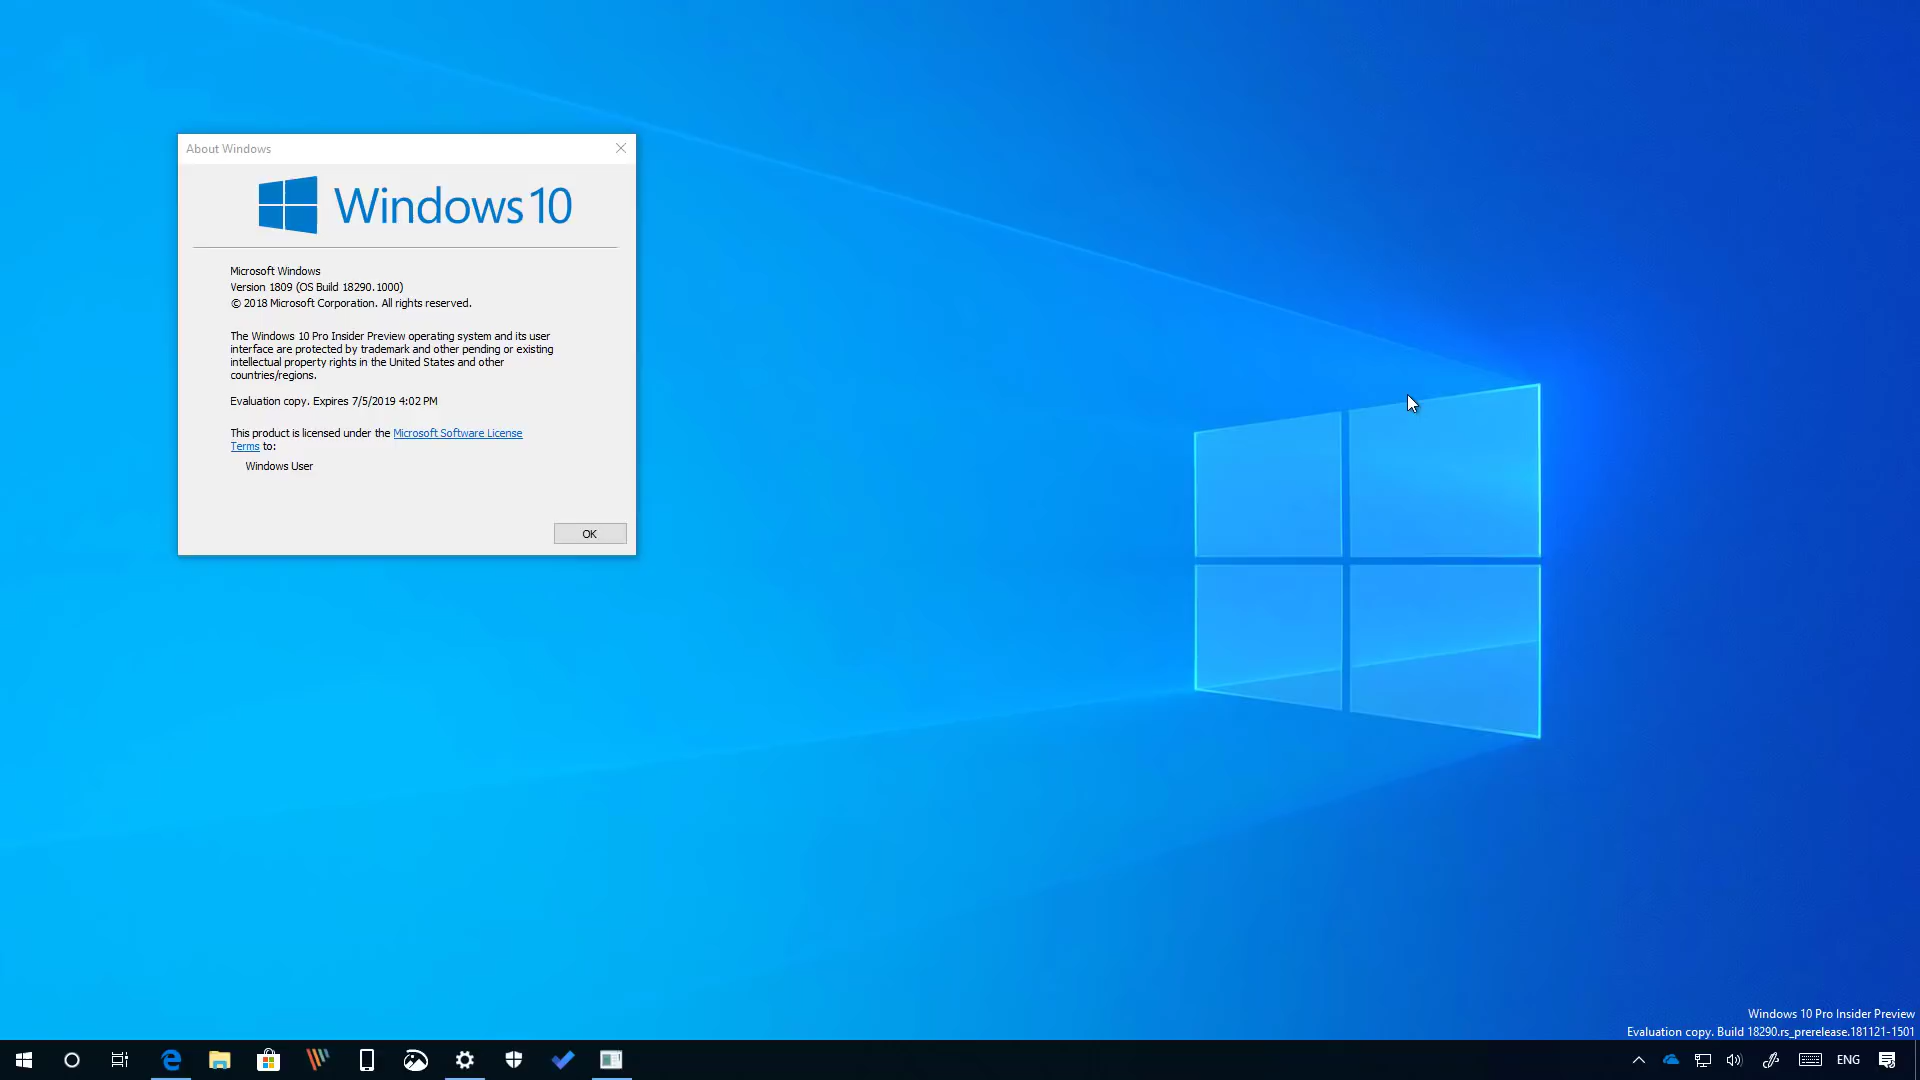 About Windows
Windows 10
Microsoft Windows
Version 1809 (OS Build 18290.1000)
© 2018 Microsoft Corporation. All rights reserved.
The Windows 10 Pro Insider Preview operating system and its user
interface are protected by trademark and other pending or existing
intellectual property rights in the United States and other
countries/regions.
Evaluation copy. Expires 7/5/2019 4:02 PM
This product is licensed under the Microsoft Software License
Terms to:
Windows User
OK
Windows 10 Pro Insider Preview
Evaluation copy. Build 18290.rs_prerelease.181121-1501
ENG